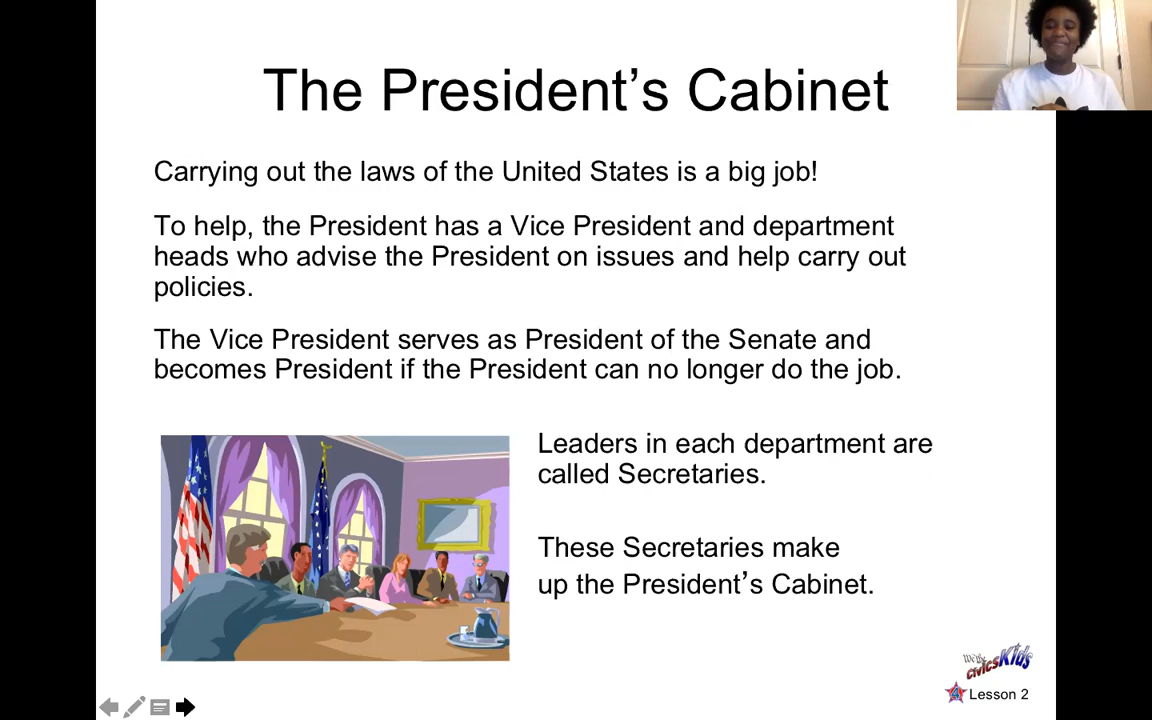 The President’s Cabinet
Carrying out the laws of the United States is a big job!
To help, the President has a Vice President and department
heads who advise the President on issues and help carry out
policies.
The Vice President serves as President of the Senate and
becomes President if the President can no longer do the job.
Leaders in each department are
called Secretaries.
These Secretaries make
up the President’s Cabinet.
civicsKids
4 Lesson 2